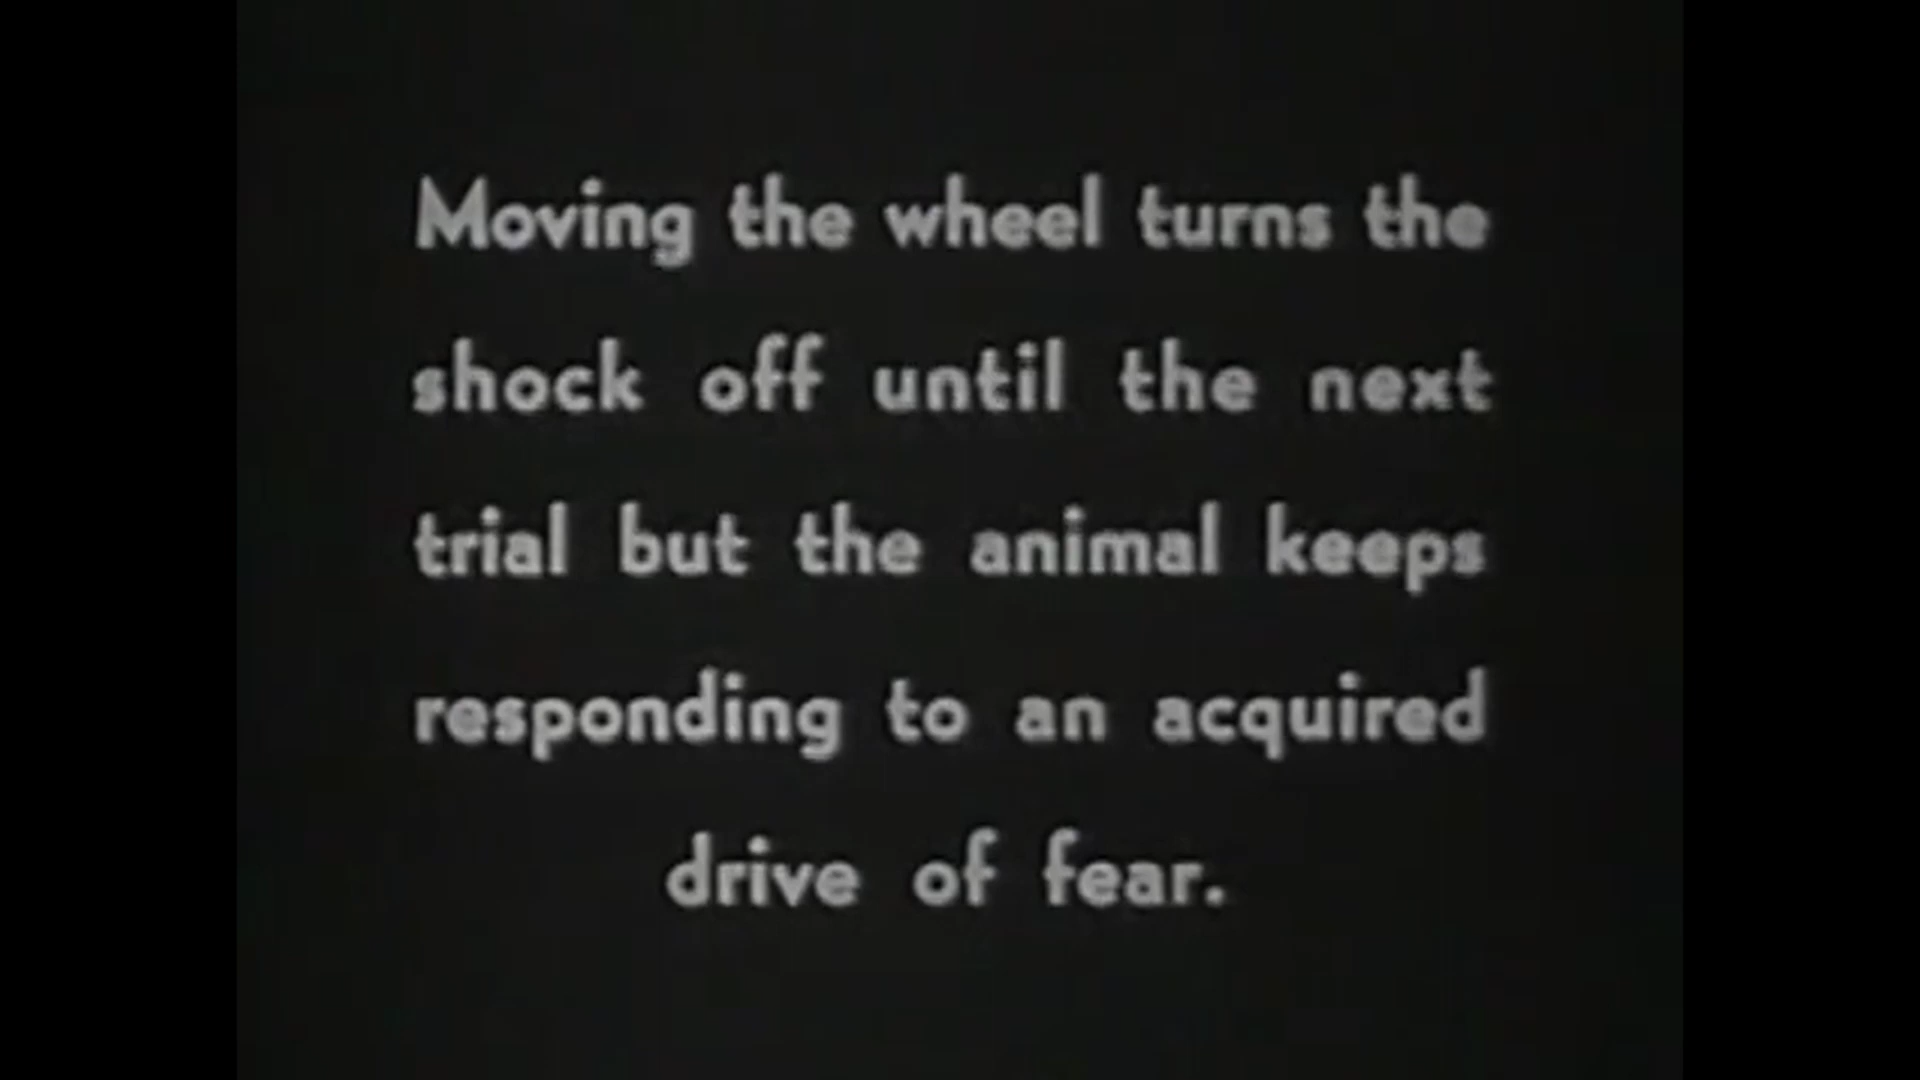 Moving the wheel turns the
shock off until the next
trial but the animal keeps
responding to an acquired
drive of fear.